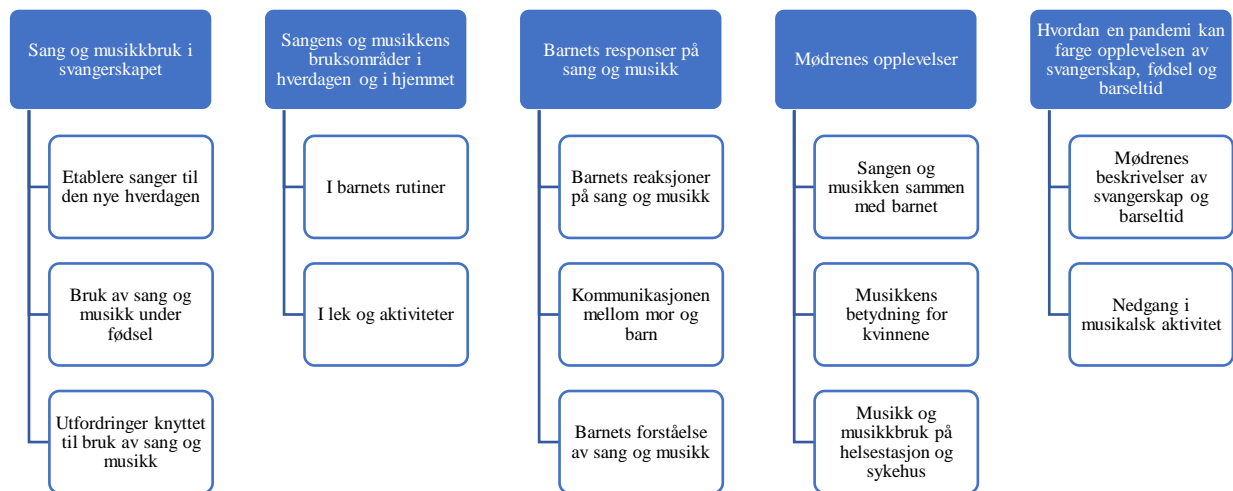 Sang og musikkbruk i
svangerskapet
Etablere sanger til
den nye hverdagen
Bruk av sang og
musikk under
fødsel
Utfordringer knyttet
til bruk av sang og
musikk
Sangens og musikkens
bruksområder i
hverdagen og i hjemmet
I barnets rutiner
I lek og aktiviteter
Barnets responser på
sang og musikk
Barnets reaksjoner
på sang og musikk
Kommunikasjonen
mellom mor og
barn
Barnets forståelse
av sang og musikk
Mødrenes opplevelser
Sangen og
musikken sammen
med barnet
Musikkens
betydning for
kvinnene
Musikk og
musikkbruk på
helsestasjon og
sykehus
Hvordan en pandemi kan
farge opplevelsen av
svangerskap, fødsel og
barseltid
Mødrenes
beskrivelser av
svangerskap og
barseltid
Nedgang i
musikalsk aktivitet